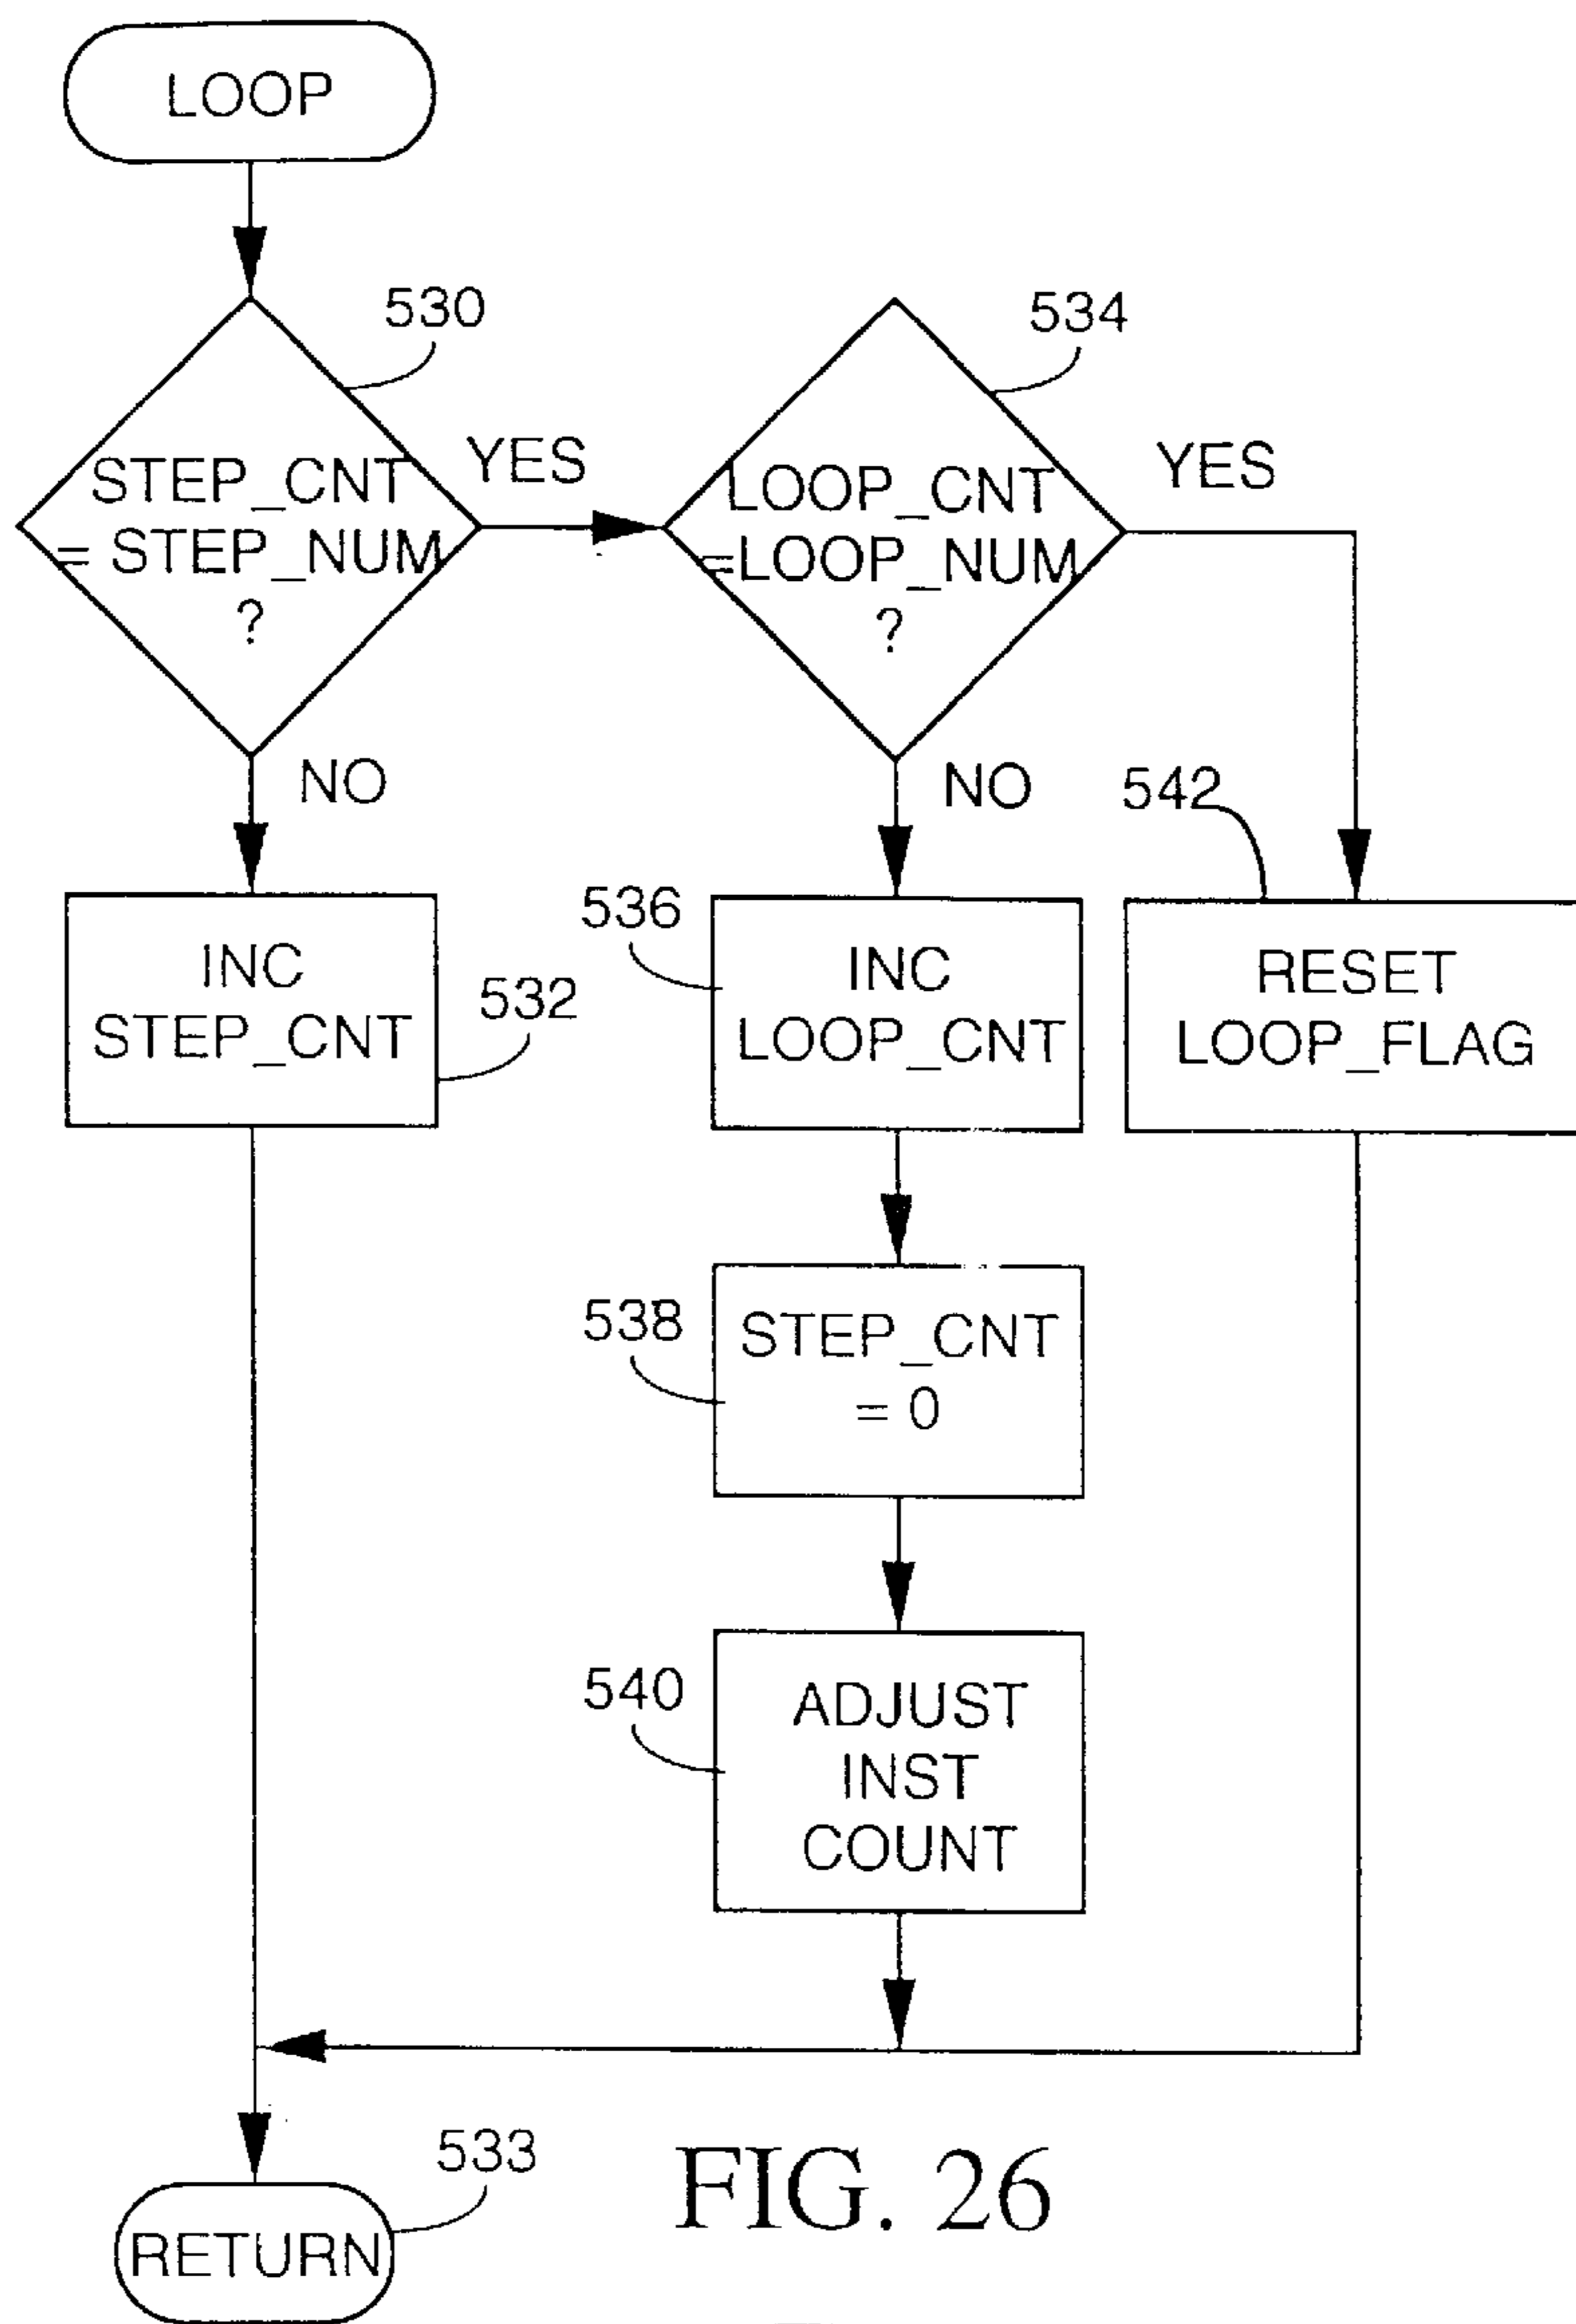 LOOP
530
STEP_CNT
= STEP_NUM
?
YES
534
LOOP_CNT
=LOOP_NUM
?
YES
NO
NO
542
INC
STEP_CNT
532
536
INC
LOOP_CNT
RESET
LOOP_FLAG
538
STEP_CNT
= 0
540
ADJUST
INST
COUNT
533
RETURN
FIG. 26